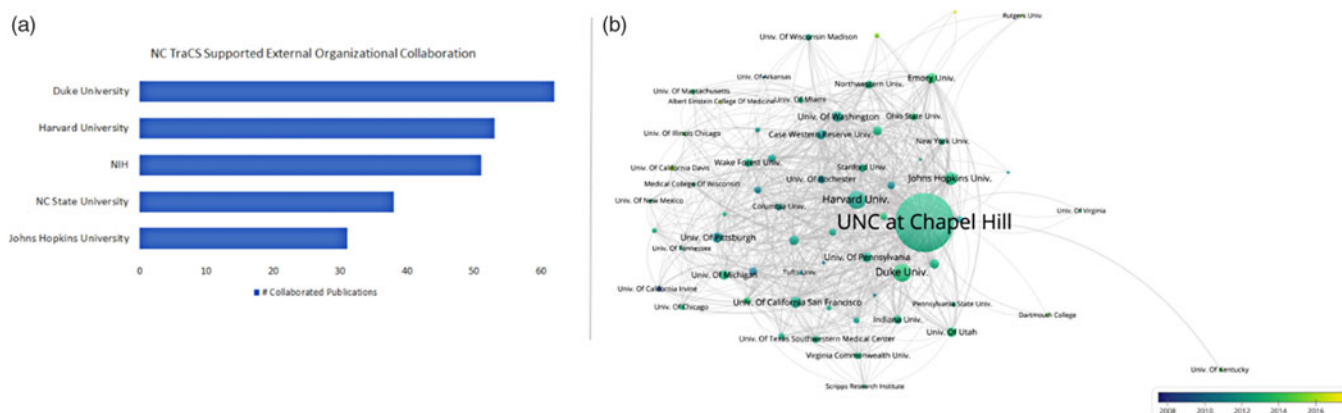 (a)
NC TraCS Supported External Organizational Collaboration
Duke University
Harvard University
NIH
NC State University
Johns Hopkins University
0 10 20 30 40 50 60
# Collaborated Publications
(b)
Rutgers Univ.
Univ. Of Wisconsin Madison
Univ. Of Arkansas
Emory Univ.
Northwestern Univ.
Univ. Of Massachusetts
Univ. Of Miami
Albert Einstein College Of Medicine
Univ. Of Washington
Ohio State Univ.
Univ. Of Illinois Chicago
Case Western Reserve Univ.
New York Univ.
Wake Forest Univ.
Stanford Univ.
Univ. Of California Davis
Univ. Of Rochester
Johns Hopkins Univ.
Medical College Of Wisconsin
Univ. Of New Mexico
Columbia Univ.
Harvard Univ.
Univ. Of Virginia
UNC at Chapel Hill
Univ. Of Pittsburgh
Univ. Of Tennessee
Univ. Of Pennsylvania
Univ. Of Michigan
Tufts Univ.
Duke Univ.
Univ. Of California Irvine
Univ. Of Chicago
Univ. Of California San Francisco
Pennsylvania State Univ.
Dartmouth College
Indiana Univ.
Univ. Of Utah
Univ. Of Texas Southwestern Medical Center
Virginia Commonwealth Univ.
Univ. Of Kentucky
Scripps Research Institute
2008 2010 2012 2014 2016